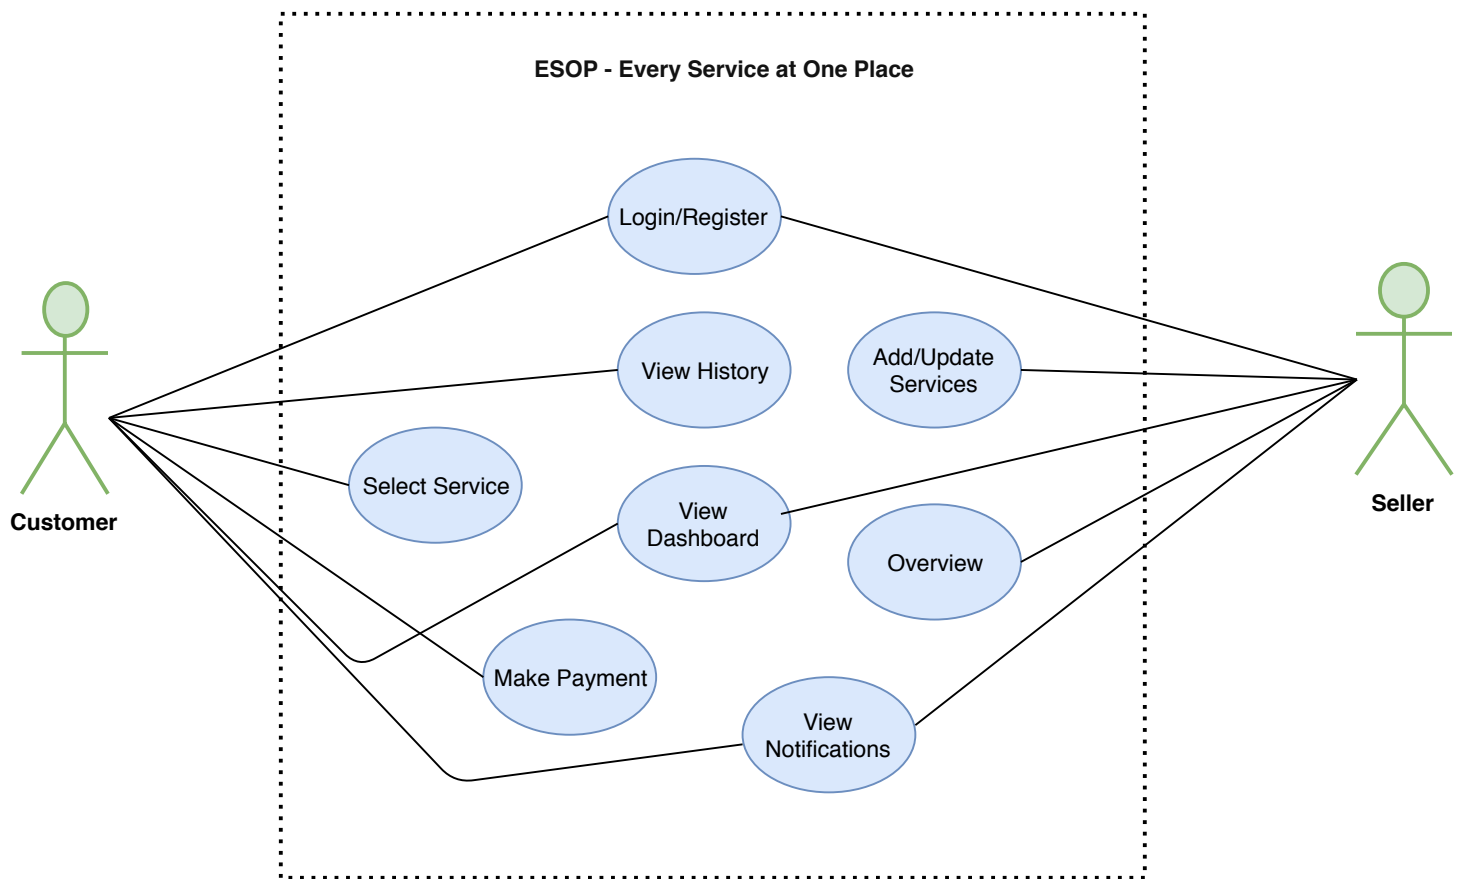 ESOP - Every Service at One Place
Login/Register
View History
Add/Update
Services
Select Service
View
Dashboard
Overview
Customer
Seller
Make Payment
View
Notifications